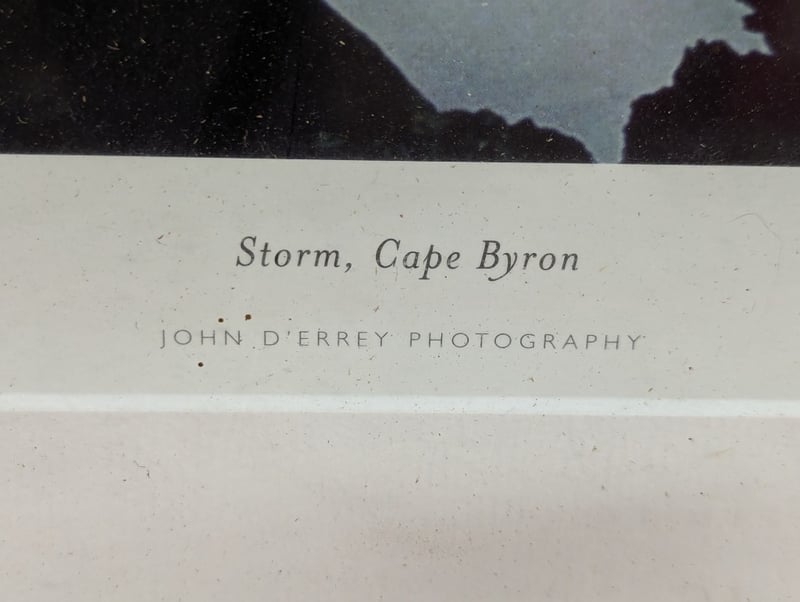 Storm, Cape Byron
JOHN D'ERREY PHOTOGRAPHY